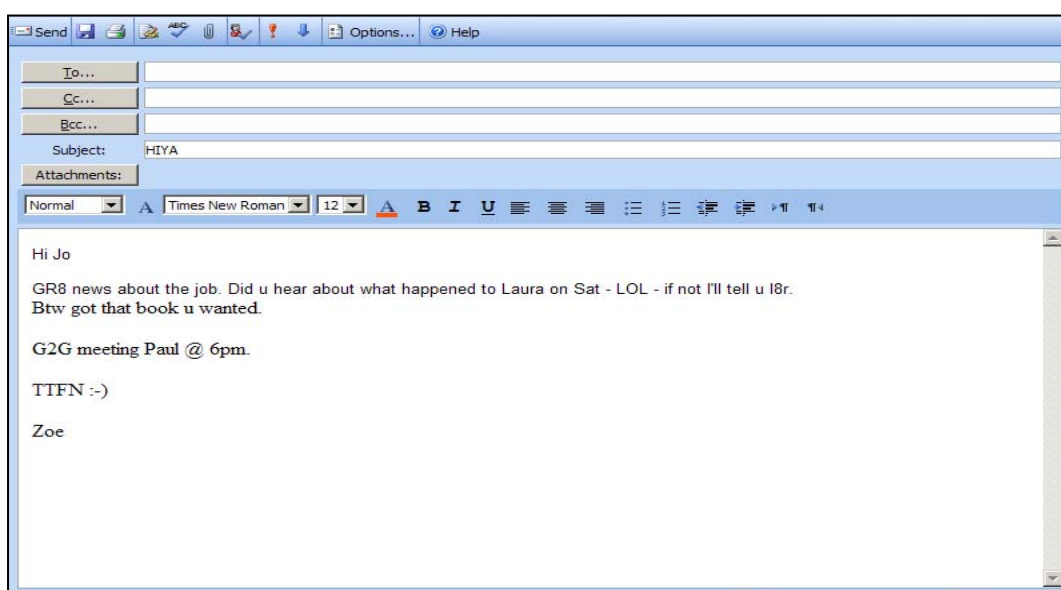 Send Options... Help
To...
Cc...
Bcc...
Subject: HIYA
Attachments:
Normal A Times New Roman 12 A B I U
Hi Jo
GR8 news about the job. Did u hear about what happened to Laura on Sat - LOL - if not I'll tell u l8r.
Btw got that book u wanted.
G2G meeting Paul @ 6pm.
TTFN :-)
Zoe